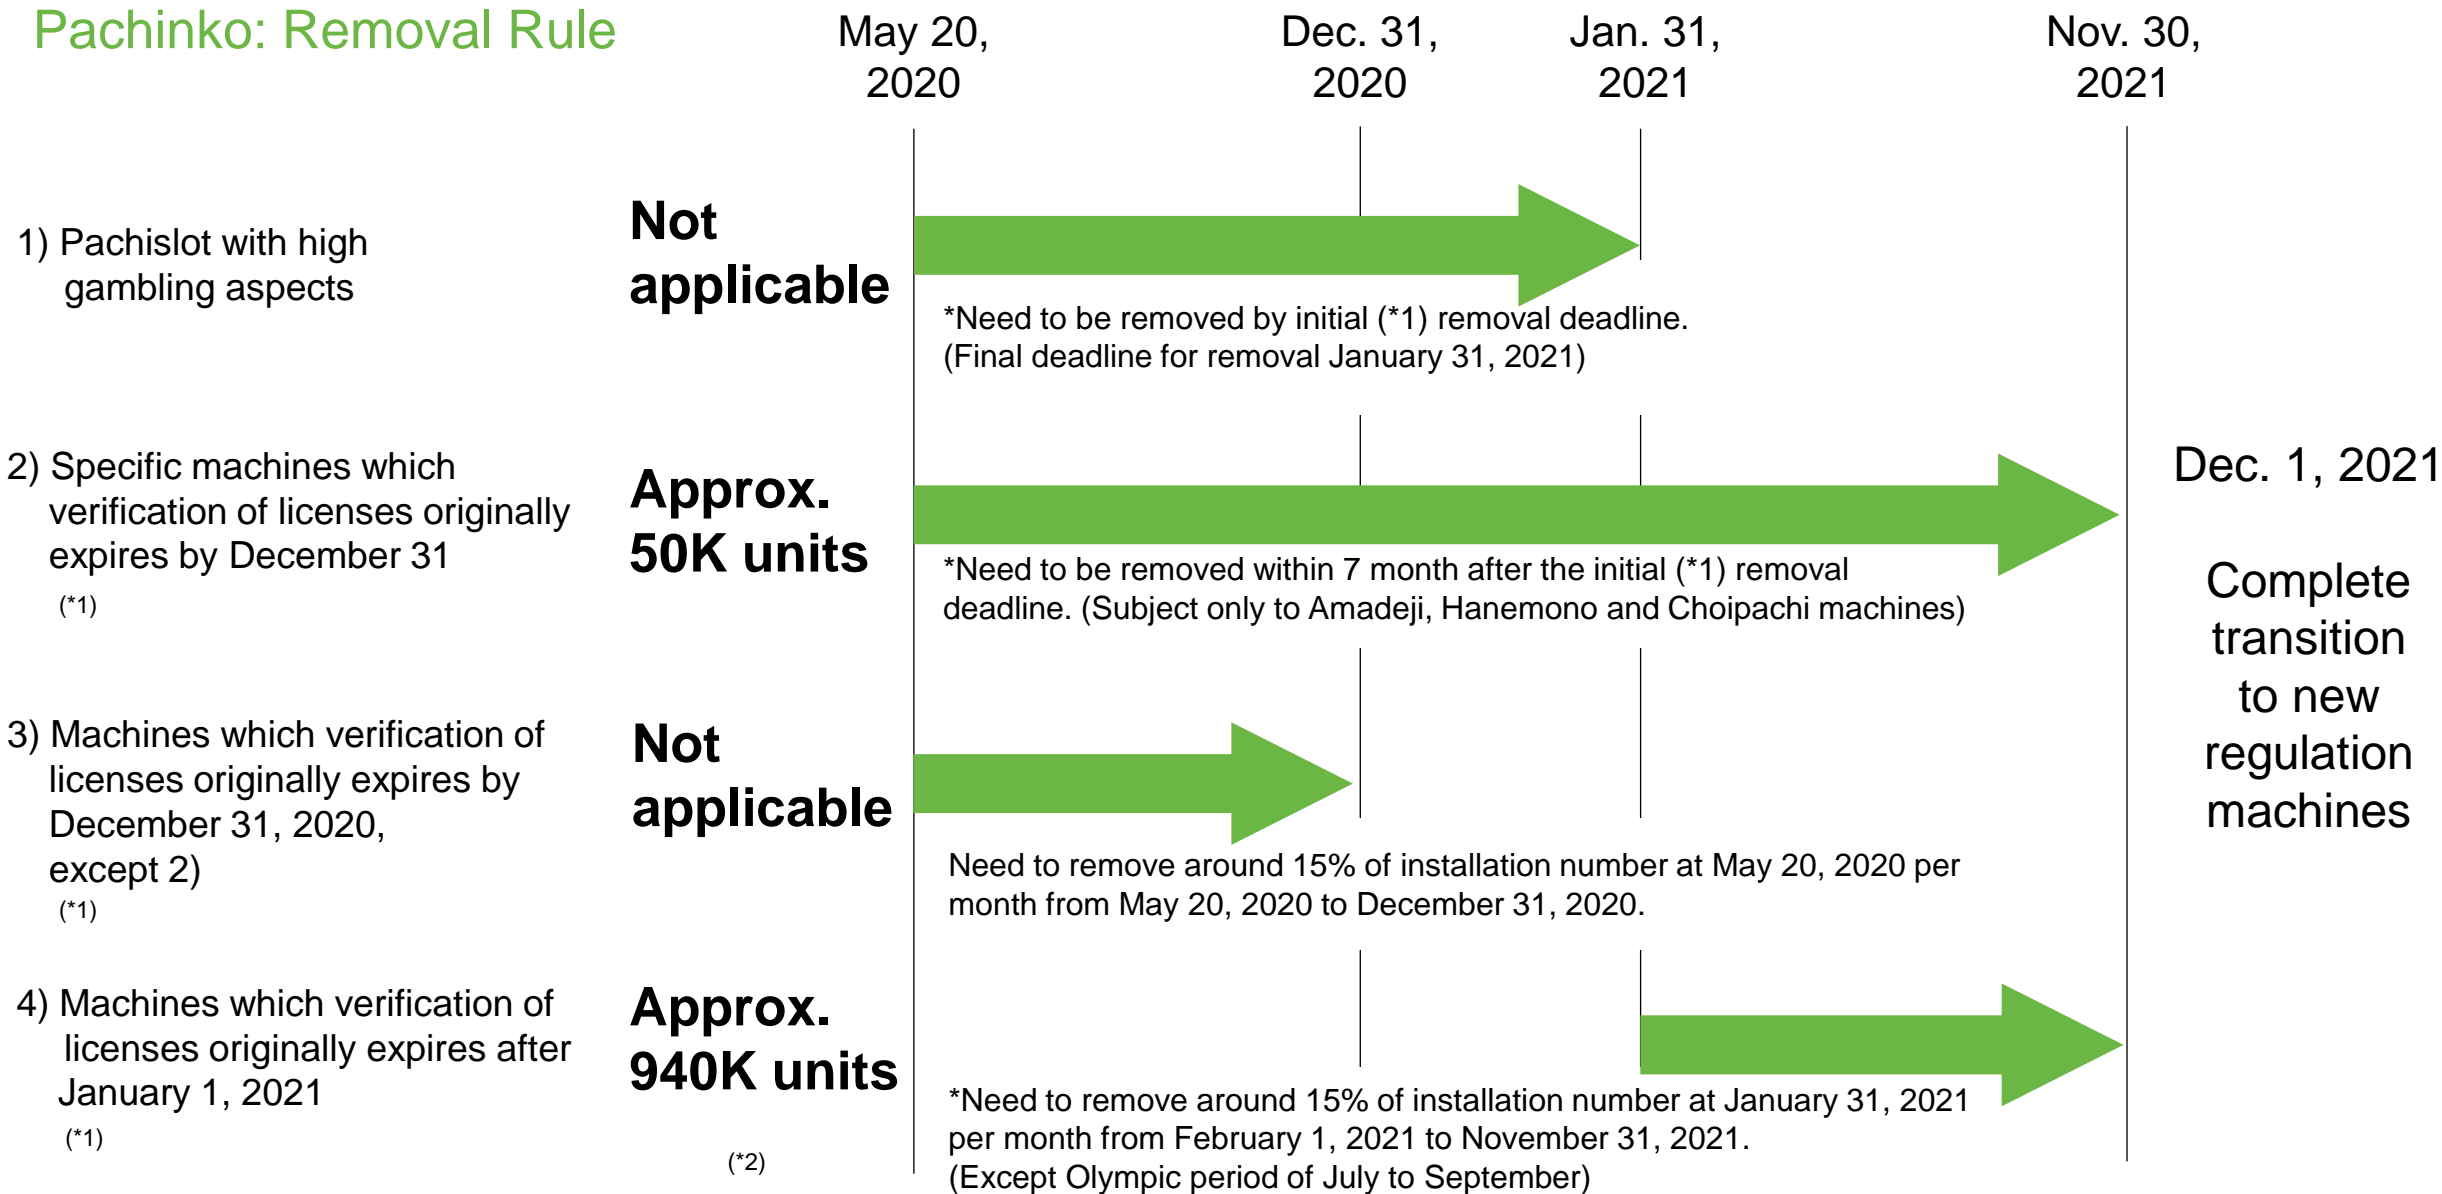 Pachinko: Removal Rule
May 20,
2020
Dec. 31,
2020
Jan. 31,
2021
Nov. 30,
2021
1) Pachislot with high
gambling aspects
Not
applicable
*Need to be removed by initial (*1) removal deadline.
(Final deadline for removal January 31, 2021)
2) Specific machines which
verification of licenses originally
expires by December 31
(*1)
Approx.
50K units
*Need to be removed within 7 month after the initial (*1) removal
deadline. (Subject only to Amadeji, Hanemono and Choipachi machines)
3) Machines which verification of
licenses originally expires by
December 31, 2020,
except 2)
(*1)
Not
applicable
Need to remove around 15% of installation number at May 20, 2020 per
month from May 20, 2020 to December 31, 2020.
4) Machines which verification of
licenses originally expires after
January 1, 2021
(*1)
Approx.
940K units
(*2)
*Need to remove around 15% of installation number at January 31, 2021
per month from February 1, 2021 to November 31, 2021.
(Except Olympic period of July to September)
Dec. 1, 2021
Complete
transition
to new
regulation
machines